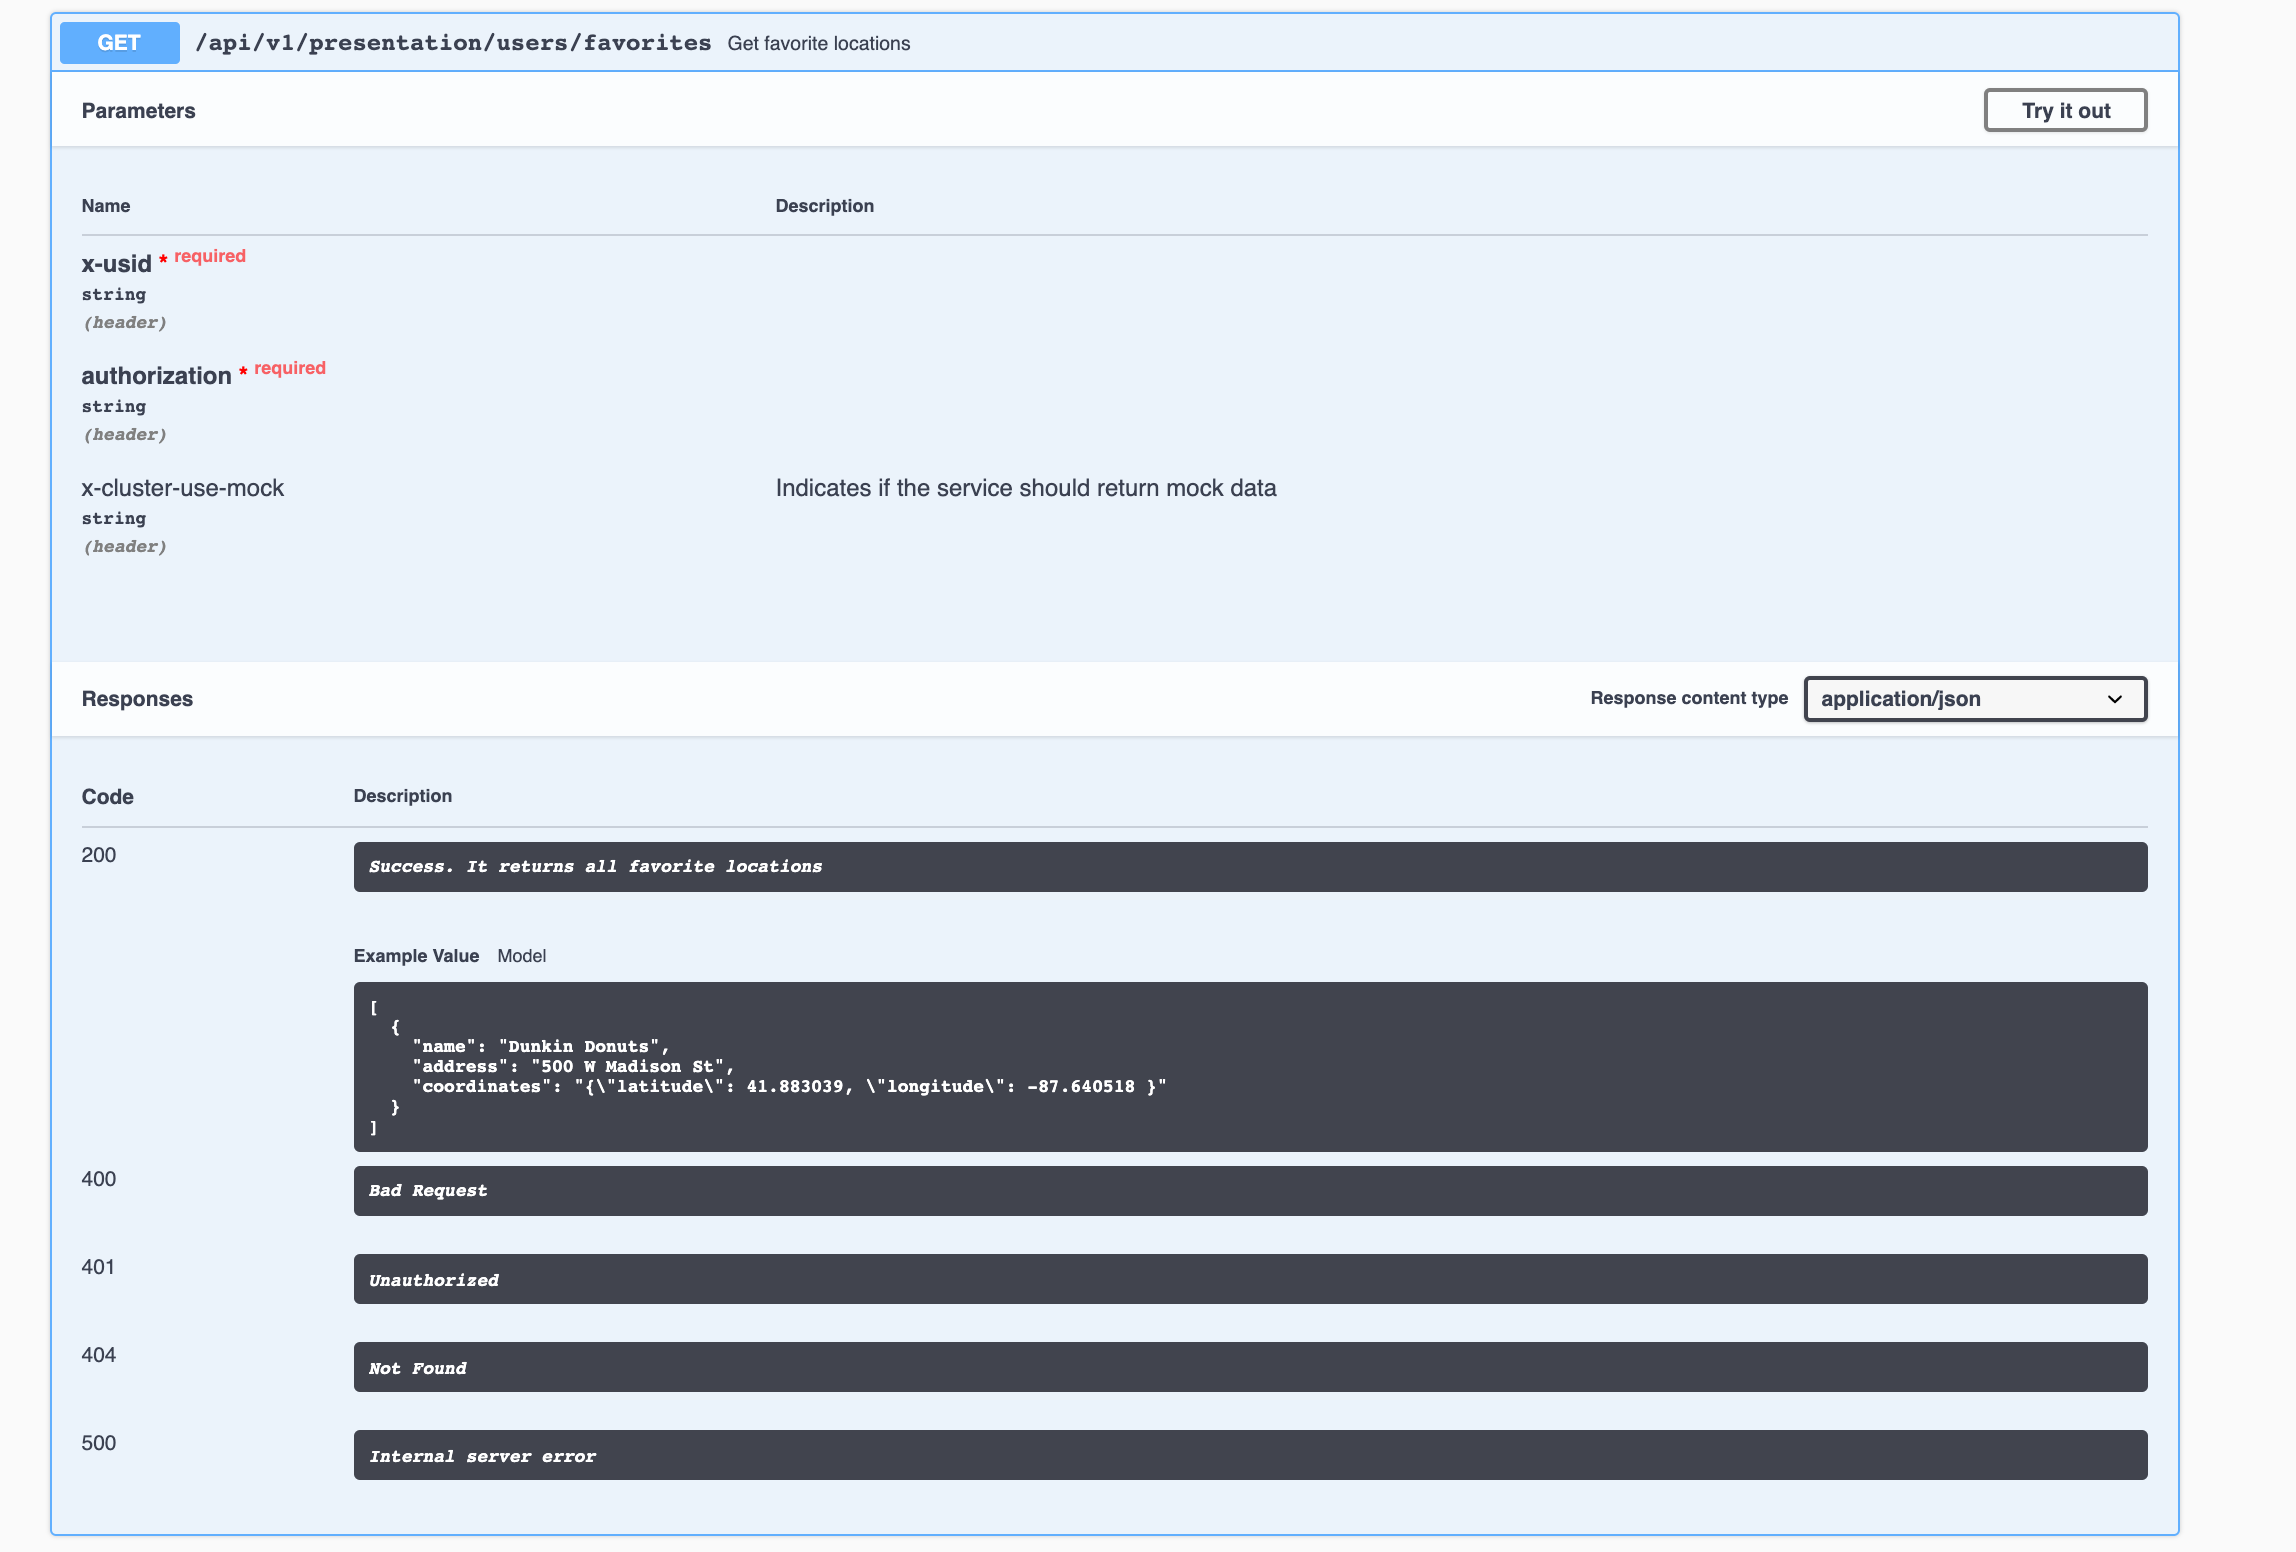 GET /api/v1/presentation/users/favorites Get favorite locations
Parameters
Try it out
Name Description
x-usid * required
string
(header)
authorization * required
string
(header)
x-cluster-use-mock Indicates if the service should return mock data
string
(header)
Responses
Response content type application/json
Code Description
200 Success. It returns all favorite locations
Example Value Model
[
  {
    "name": "Dunkin Donuts",
    "address": "500 W Madison St",
    "coordinates": "{\"latitude\": 41.883039, \"longitude\": -87.640518 }"
  }
]
400 Bad Request
401 Unauthorized
404 Not Found
500 Internal server error